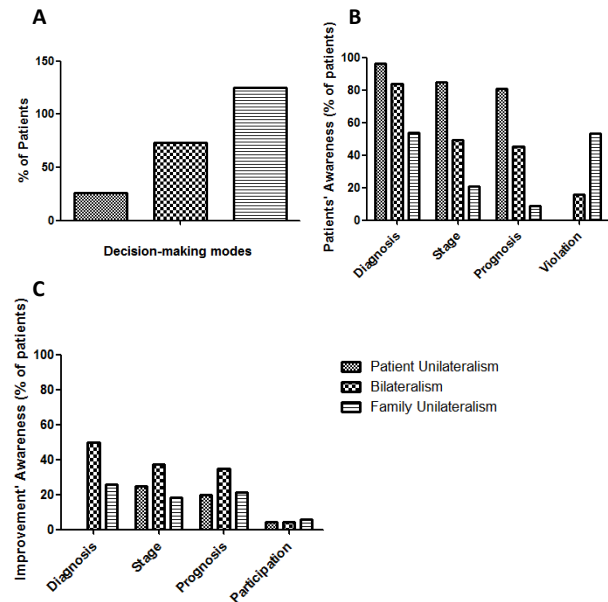 A
% of Patients
150
100
50
0
Decision-making modes
B
Patients' Awareness (% of patients)
100
80
60
40
20
0
Diagnosis
Stage
Prognosis
Violation
C
Improvement' Awareness (% of patients)
100
80
60
40
20
0
Diagnosis
Stage
Prognosis
Participation
Patient Unilateralism
Bilateralism
Family Unilateralism